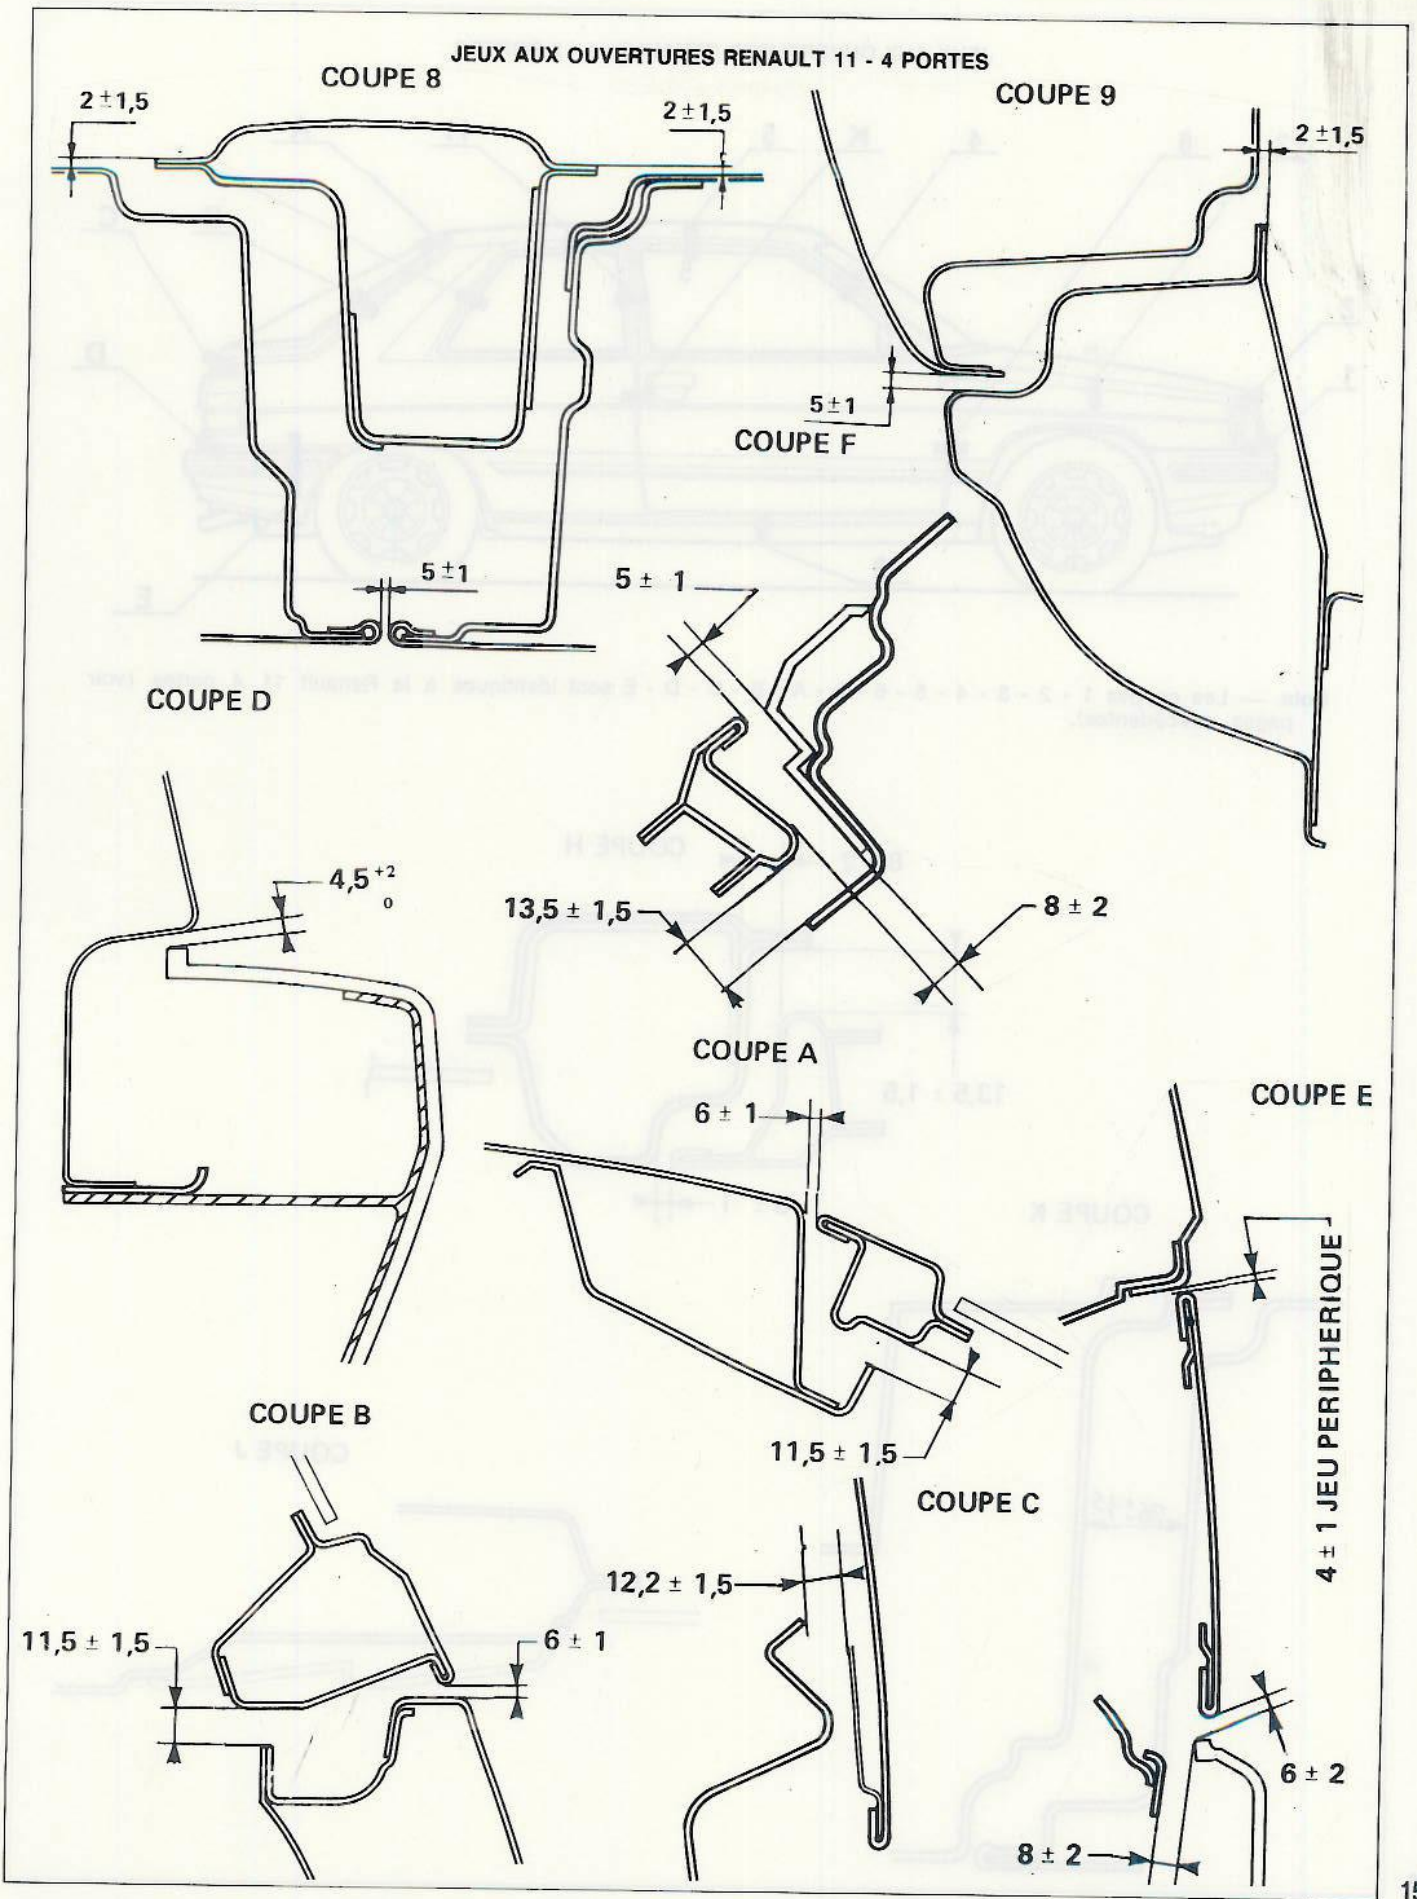 JEUX AUX OUVERTURES RENAULT 11 - 4 PORTES
COUPE 8
COUPE 9
2 ±1,5
2 ±1,5
2 ±1,5
5±1
COUPE F
5±1
5 ± 1
COUPE D
4,5 +2 0
13,5 ± 1,5
8 ± 2
COUPE A
COUPE E
6 ± 1
4 ± 1 JEU PERIPHERIQUE
COUPE B
11,5 ± 1,5
COUPE C
12,2 ± 1,5
11,5 ± 1,5
6 ± 1
6 ± 2
8 ± 2